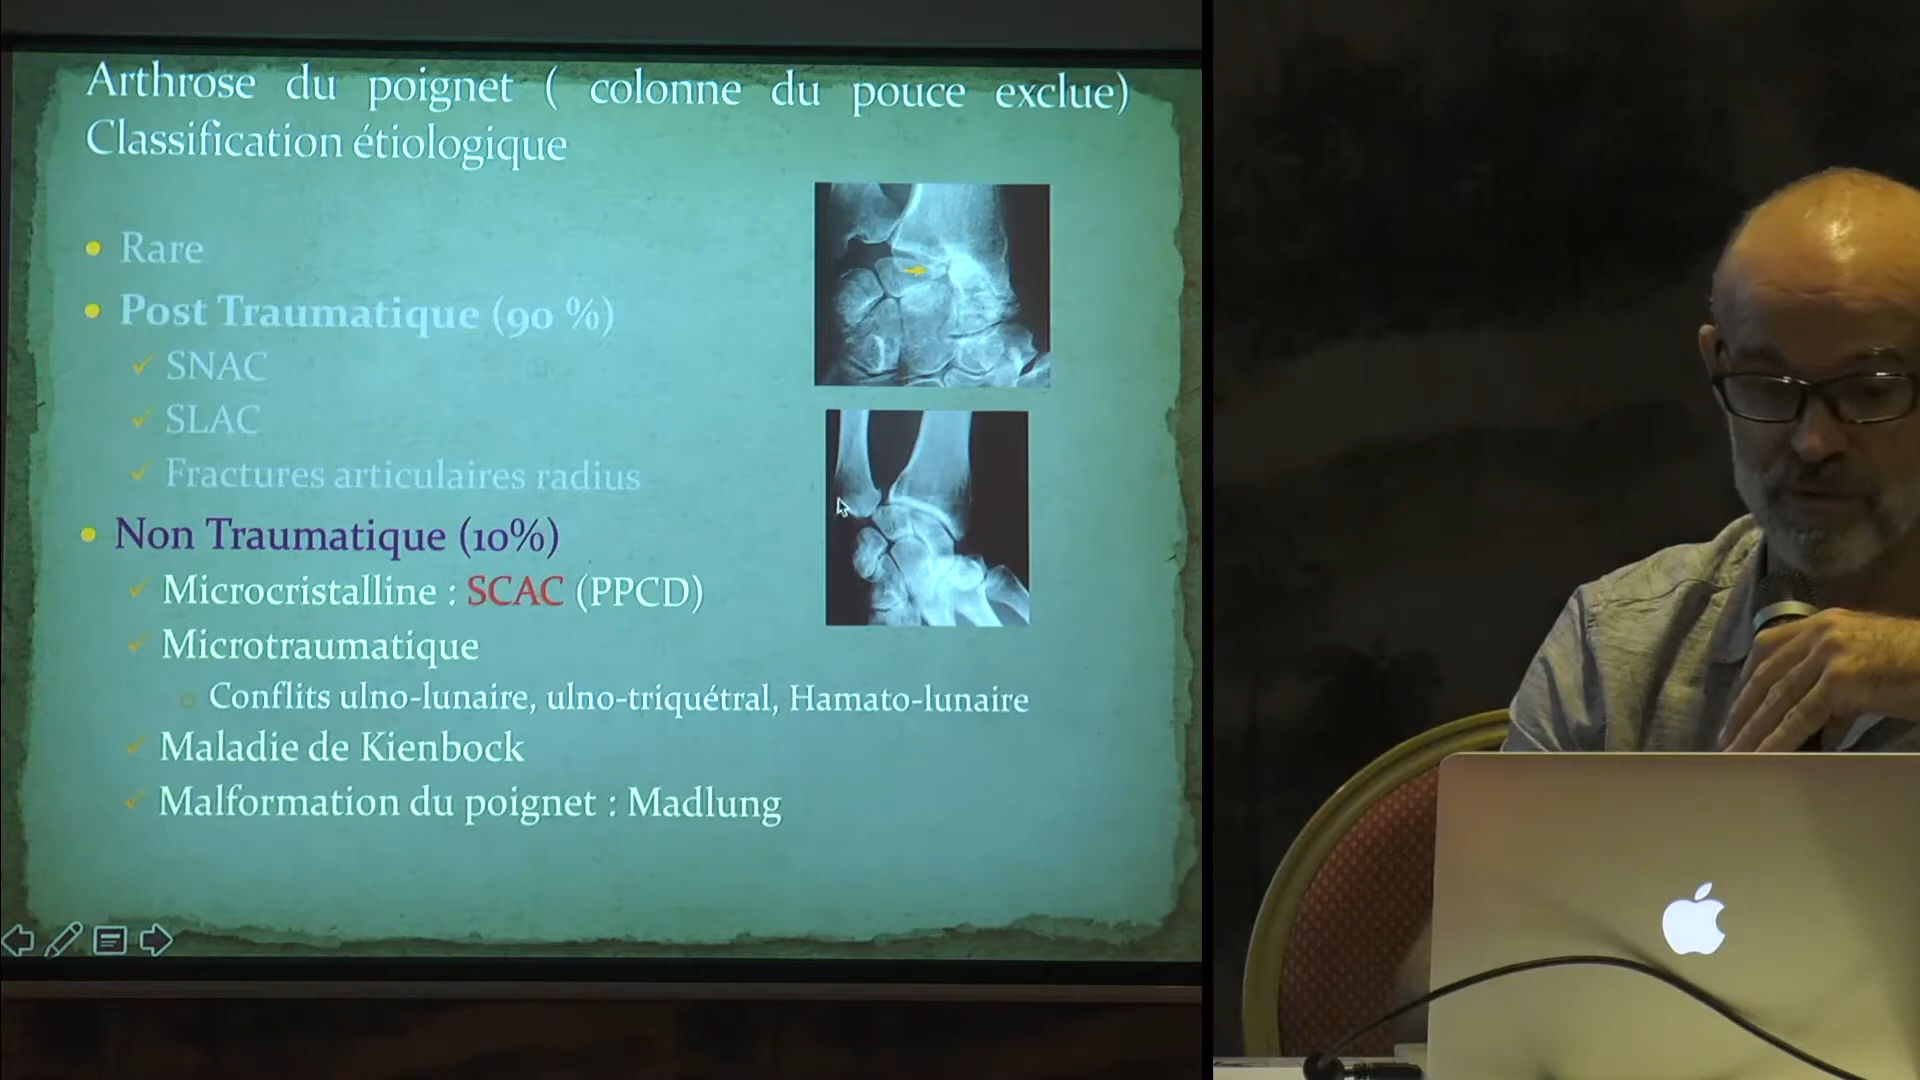 Arthrose du poignet ( colonne du pouce exclue)
Classification étiologique
Rare
Post Traumatique (90 %)
SNAC
SLAC
Fractures articulaires radius
Non Traumatique (10%)
Microcristalline : SCAC (PPCD)
Microtraumatique
Conflits ulno-lunaire, ulno-triquétral, Hamato-lunaire
Maladie de Kienbock
Malformation du poignet : Madlung